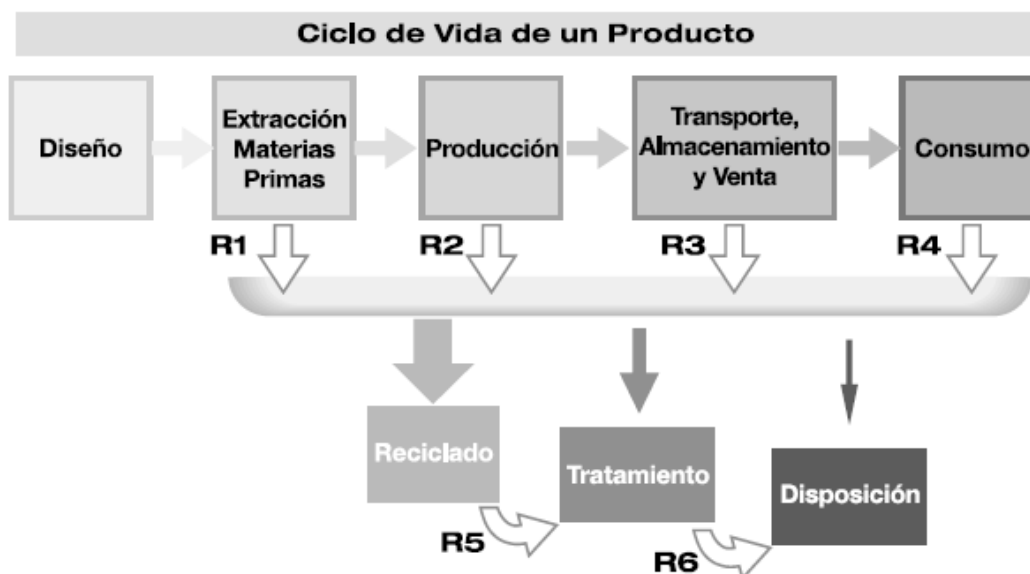 Ciclo de Vida de un Producto
Diseño
Extracción
Materias
Primas
Producción
Transporte,
Almacenamiento
y Venta
Consumo
R1
R2
R3
R4
Reciclado
Tratamiento
Disposición
R5
R6